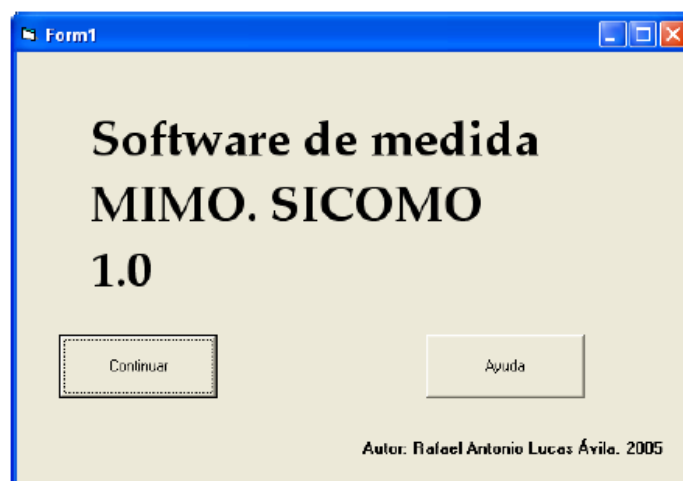 Form1
Software de medida
MIMO. SICOMO
1.0
Continuar
Ayuda
Autor: Rafael Antonio Lucas Ávila. 2005